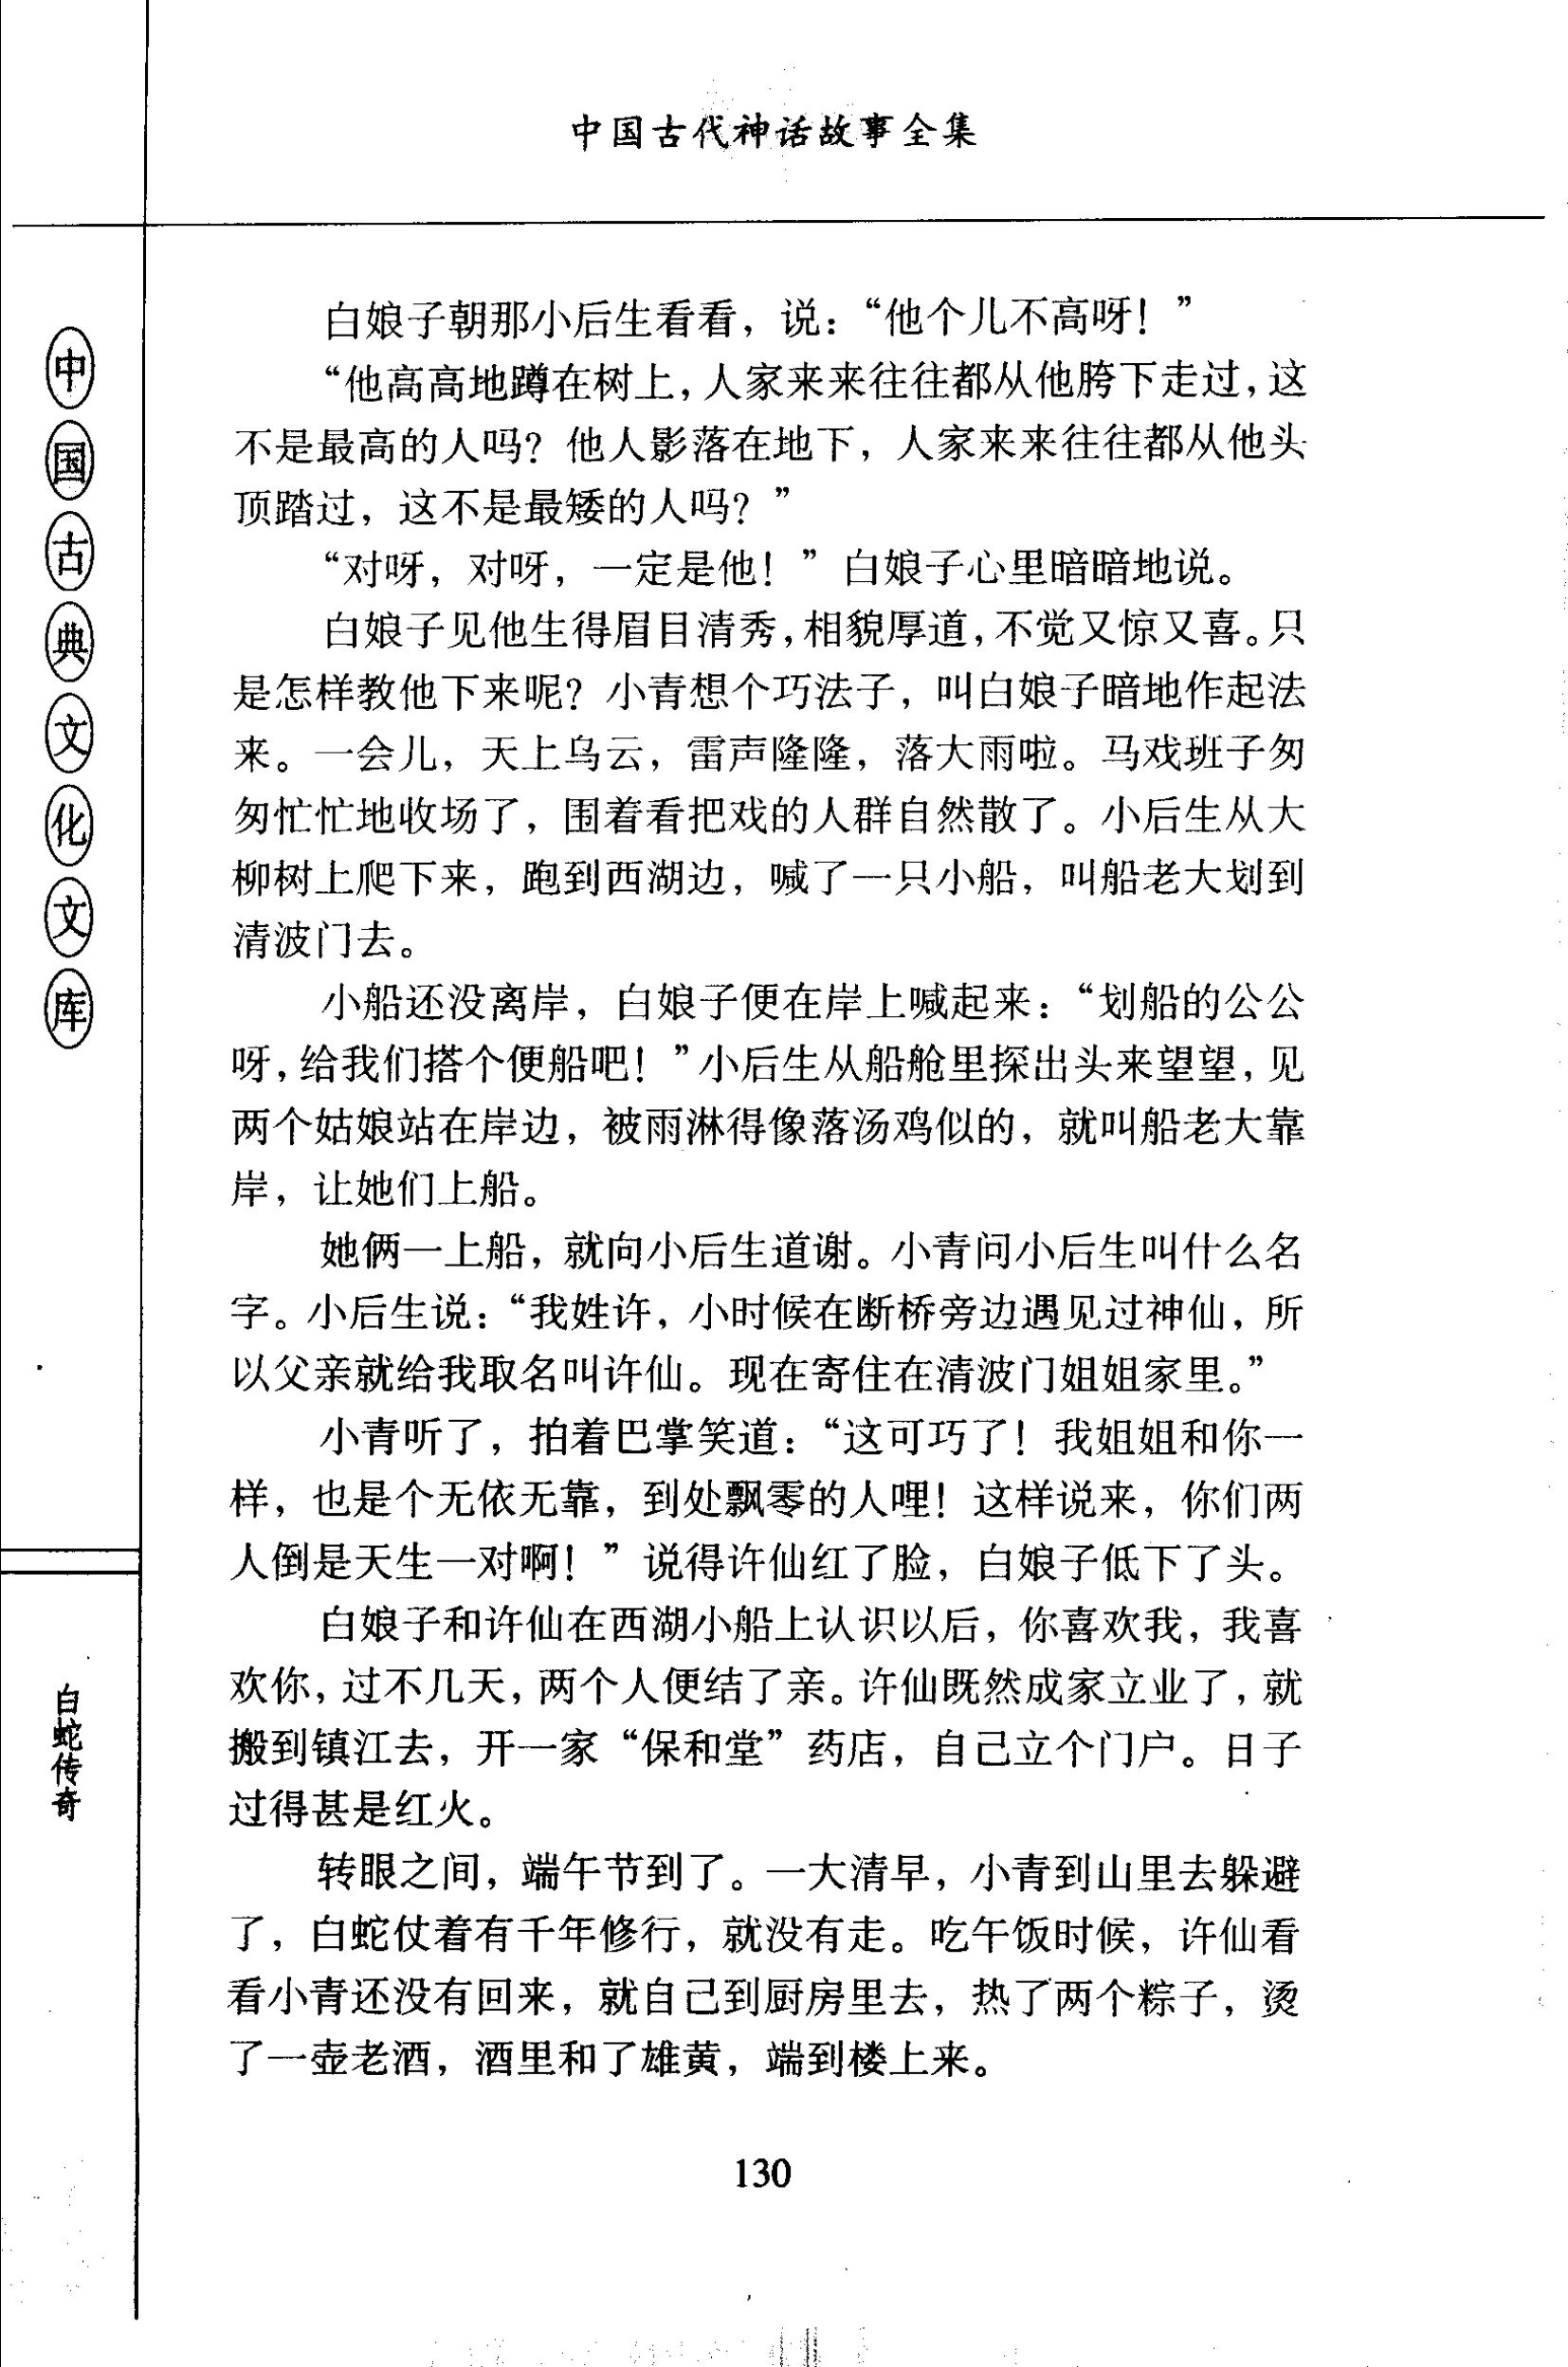 中国古代神话故事全集
中国古典文化文库
白蛇传奇
白娘子朝那小后生看看，说：“他个儿不高呀！”
“他高高地蹲在树上，人家来来往往都从他胯下走过，这
不是最高的人吗？他人影落在地下，人家来来往往都从他头
顶踏过，这不是最矮的人吗？”
“对呀，对呀，一定是他！”白娘子心里暗暗地说。
白娘子见他生得眉目清秀，相貌厚道，不觉又惊又喜。只
是怎样教他下来呢？小青想个巧法子，叫白娘子暗地作起法
来。一会儿，天上乌云，雷声隆隆，落大雨啦。马戏班子匆
匆忙忙地收场了，围着看把戏的人群自然散了。小后生从大
柳树上爬下来，跑到西湖边，喊了一只小船，叫船老大划到
清波门去。
小船还没离岸，白娘子便在岸上喊起来：“划船的公公
呀，给我们搭个便船吧！”小后生从船舱里探出头来望望，见
两个姑娘站在岸边，被雨淋得像落汤鸡似的，就叫船老大靠
岸，让她们上船。
她俩一上船，就向小后生道谢。小青问小后生叫什么名
字。小后生说：“我姓许，小时候在断桥旁边遇见过神仙，所
以父亲就给我取名叫许仙。现在寄住在清波门姐姐家里。”
小青听了，拍着巴掌笑道：“这可巧了！我姐姐和你一
样，也是个无依无靠，到处飘零的人哩！这样说来，你们两
人倒是天生一对啊！”说得许仙红了脸，白娘子低下了头。
白娘子和许仙在西湖小船上认识以后，你喜欢我，我喜
欢你，过不几天，两个人便结了亲。许仙既然成家立业了，就
搬到镇江去，开一家“保和堂”药店，自己立个门户。日子
过得甚是红火。
转眼之间，端午节到了。一大清早，小青到山里去躲避
了，白蛇仗着有千年修行，就没有走。吃午饭时候，许仙看
看小青还没有回来，就自己到厨房里去，热了两个粽子，烫
了一壶老酒，酒里和了雄黄，端到楼上来。
130